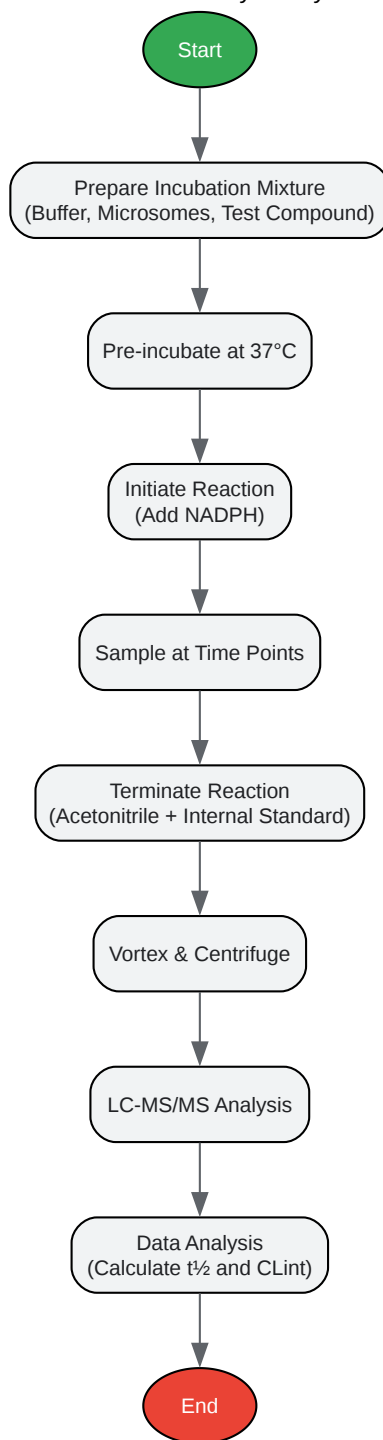 Start
Prepare Incubation Mixture
(Buffer, Microsomes, Test Compound)
Pre-incubate at 37°C
Initiate Reaction
(Add NADPH)
Sample at Time Points
Terminate Reaction
(Acetonitrile + Internal Standard)
Vortex & Centrifuge
LC-MS/MS Analysis
Data Analysis
(Calculate t½ and CLint)
End